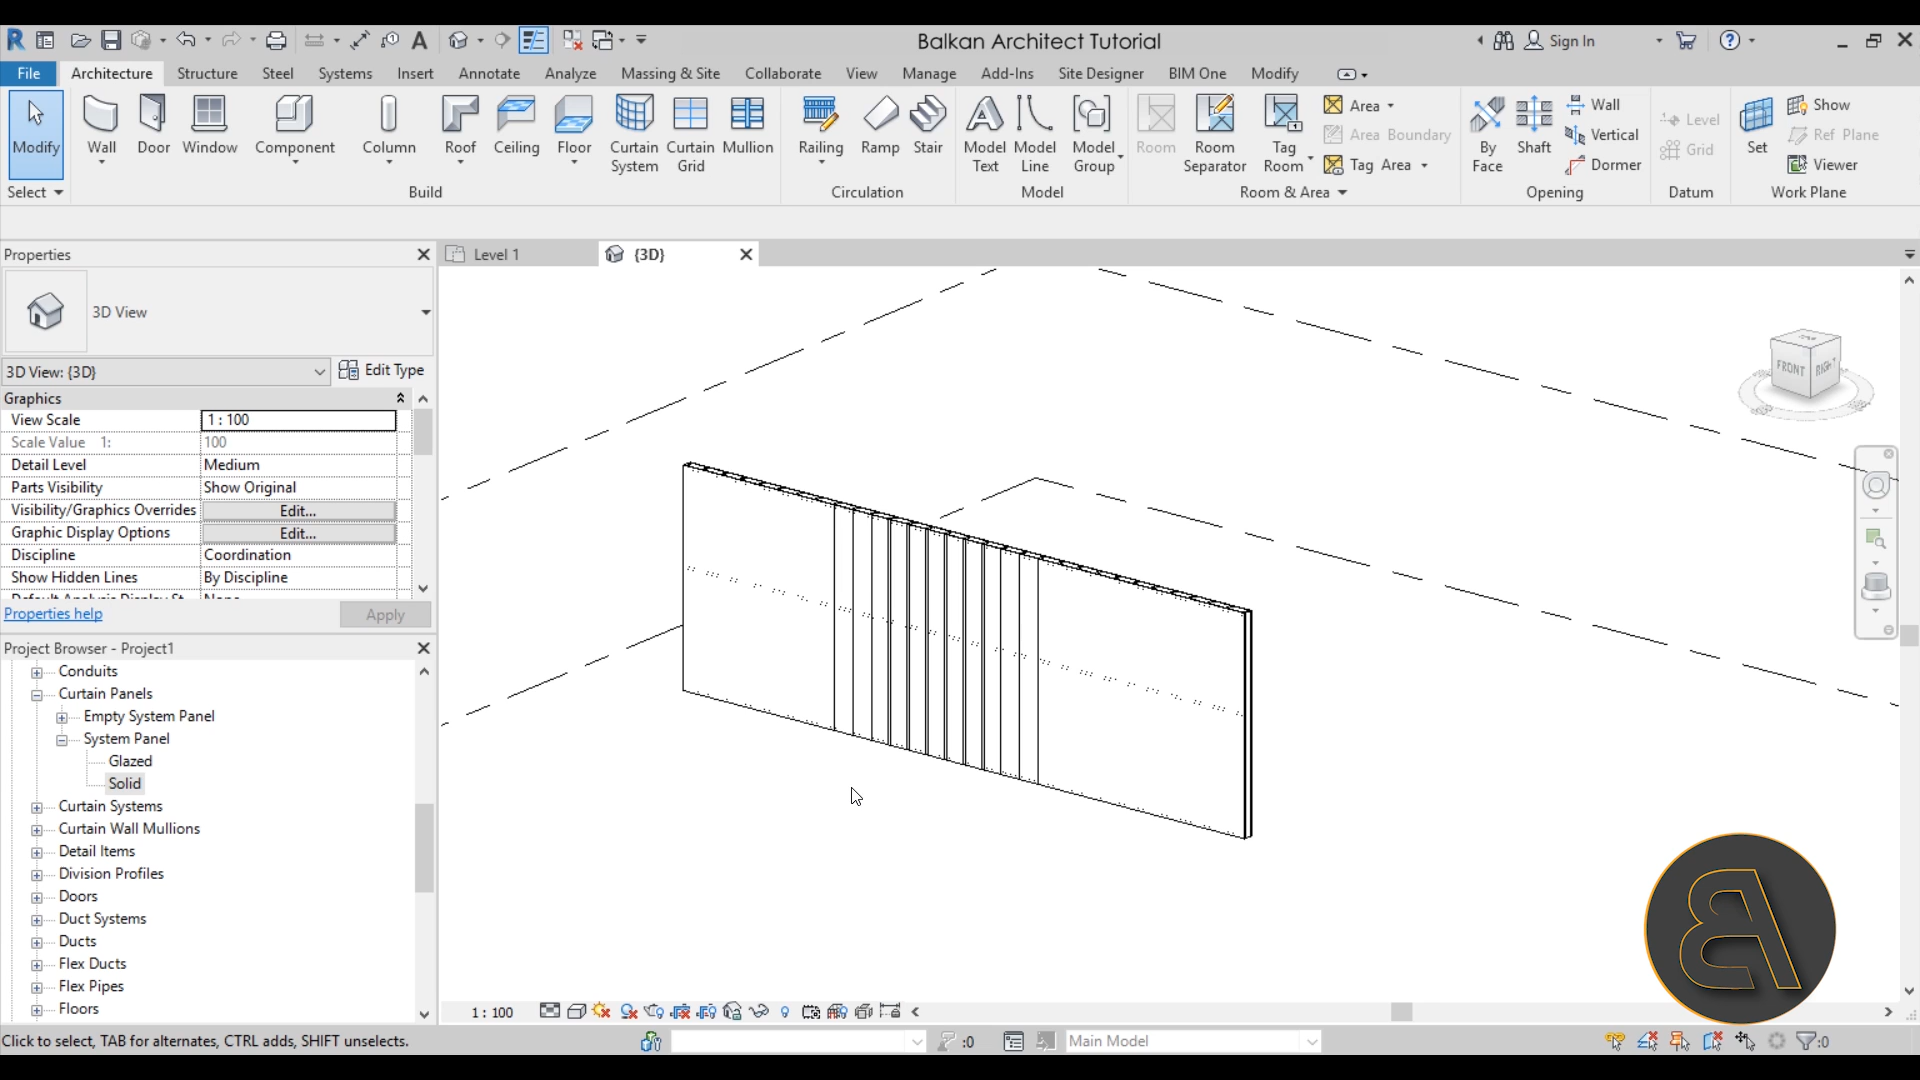 Balkan Architect Tutorial
Sign In
File Architecture Structure Steel Systems Insert Annotate Analyze Massing & Site Collaborate View Manage Add-Ins Site Designer BIM One Modify
Modify
Wall
Door
Window
Component
Column
Roof
Ceiling
Floor
Curtain System
Curtain Grid
Mullion
Railing
Ramp
Stair
Model Text
Model Line
Model Group
Room
Room Separator
Tag Room
Area
Area Boundary
Tag Area
By Face
Shaft
Wall
Vertical
Dormer
Level
Grid
Set
Show
Ref Plane
Viewer
Select Build Circulation Model Room & Area Opening Datum Work Plane
Properties
Level 1
{3D}
3D View
3D View: {3D}
Edit Type
Graphics
View Scale 1 : 100
Scale Value 1: 100
Detail Level Medium
Parts Visibility Show Original
Visibility/Graphics Overrides Edit...
Graphic Display Options Edit...
Discipline Coordination
Show Hidden Lines By Discipline
Properties help
Apply
Project Browser - Project1
Conduits
Curtain Panels
Empty System Panel
System Panel
Glazed
Solid
Curtain Systems
Curtain Wall Mullions
Detail Items
Division Profiles
Doors
Duct Systems
Ducts
Flex Ducts
Flex Pipes
Floors
FRONT
1 : 100
Click to select, TAB for alternates, CTRL adds, SHIFT unselects.
:0
Main Model
:0